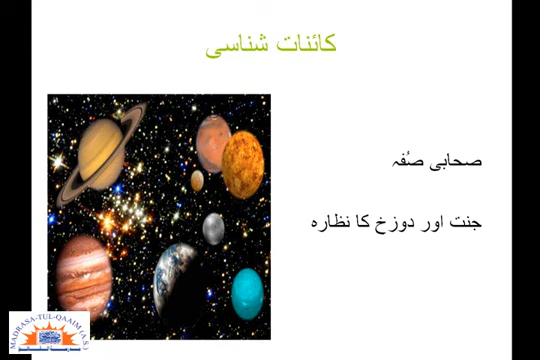 کائنات شناسی
صحابی صُفہ
جنت اور دوزخ کا نظارہ
MADRASA-TUL-QAAIM (A.S.)